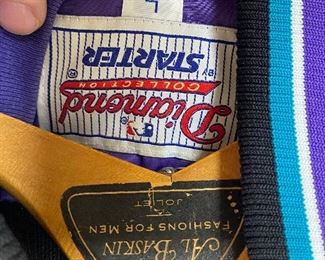 L
STARTER
Diamond
COLLECTION
Al Baskin
FASHIONS FOR MEN
JOLIET